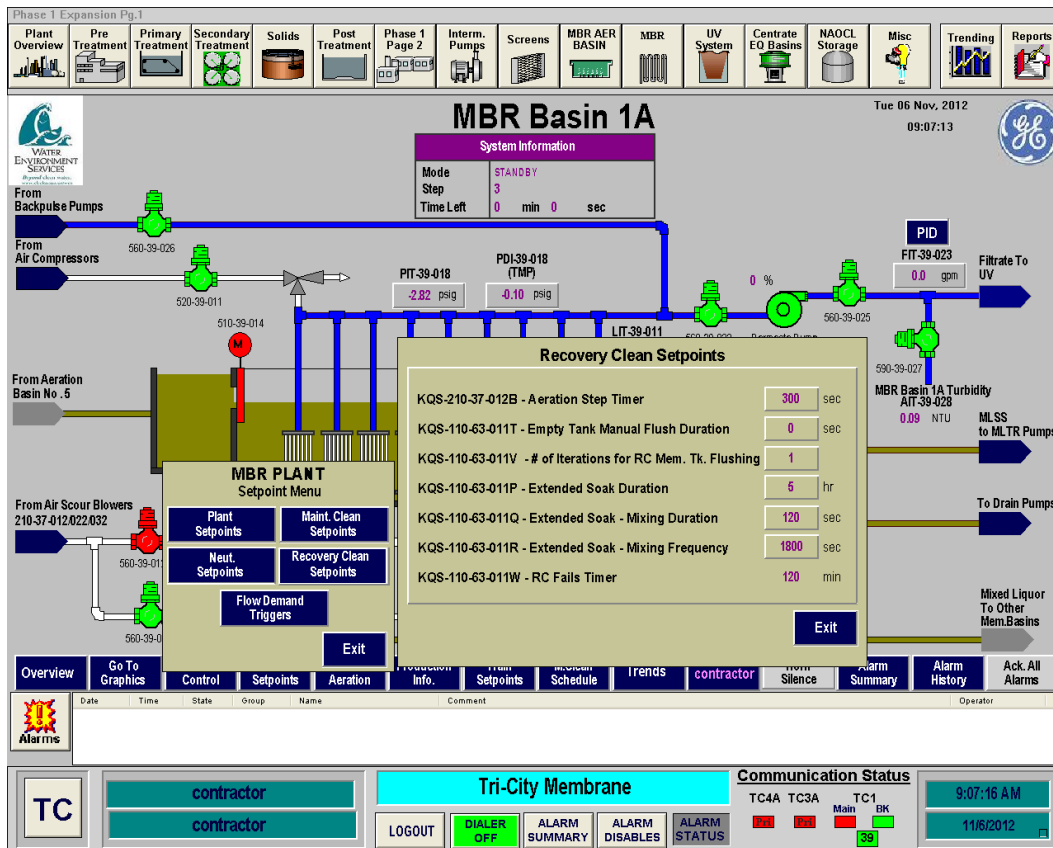 Phase 1 Expansion Pg.1
Plant Overview
Pre Treatment
Primary Treatment
Secondary Treatment
Solids
Post Treatment
Phase 1 Page 2
Interm. Pumps
Screens
MBR AER BASIN
MBR
UV System
Centrate EQ Basins
NAOCL Storage
Misc
Trending
Reports
WATER ENVIRONMENT SERVICES
MBR Basin 1A
Tue 06 Nov, 2012
09:07:13
System Information
Mode STANDBY
Step 3
Time Left 0 min 0 sec
From Backpulse Pumps
560-39-026
From Air Compressors
520-39-011
PIT-39-018
-2.82 psig
PDI-39-018 (TMP)
-0.10 psig
0 %
PID
FIT-39-023
0.0 gpm
Filtrate To UV
560-39-025
510-39-014
M
LIT-39-011
590-39-027
MBR Basin 1A Turbidity
AIT-39-028
0.09 NTU
From Aeration Basin No .5
MLSS to MLTR Pumps
To Drain Pumps
Mixed Liquor To Other Mem.Basins
From Air Scour Blowers
210-37-012/022/032
Recovery Clean Setpoints
KQS-210-37-012B - Aeration Step Timer 300 sec
KQS-110-63-011T - Empty Tank Manual Flush Duration 0 sec
KQS-110-63-011V - # of Iterations for RC Mem. Tk. Flushing 1
KQS-110-63-011P - Extended Soak Duration 5 hr
KQS-110-63-011Q - Extended Soak - Mixing Duration 120 sec
KQS-110-63-011R - Extended Soak - Mixing Frequency 1800 sec
KQS-110-63-011W - RC Fails Timer 120 min
Exit
MBR PLANT
Setpoint Menu
Plant Setpoints
Maint. Clean Setpoints
Neut. Setpoints
Recovery Clean Setpoints
Flow Demand Triggers
Exit
Overview
Go To Graphics
Control
Setpoints
Aeration
Info.
Setpoints
Schedule
Trends
contractor
Silence
Alarm Summary
Alarm History
Ack. All Alarms
Alarms
Date Time State Group Name Comment Operator
TC
contractor
contractor
Tri-City Membrane
LOGOUT
DIALER OFF
ALARM SUMMARY
ALARM DISABLES
ALARM STATUS
Communication Status
TC4A TC3A TC1
Main BK
Pri Pri
39
9:07:16 AM
11/6/2012